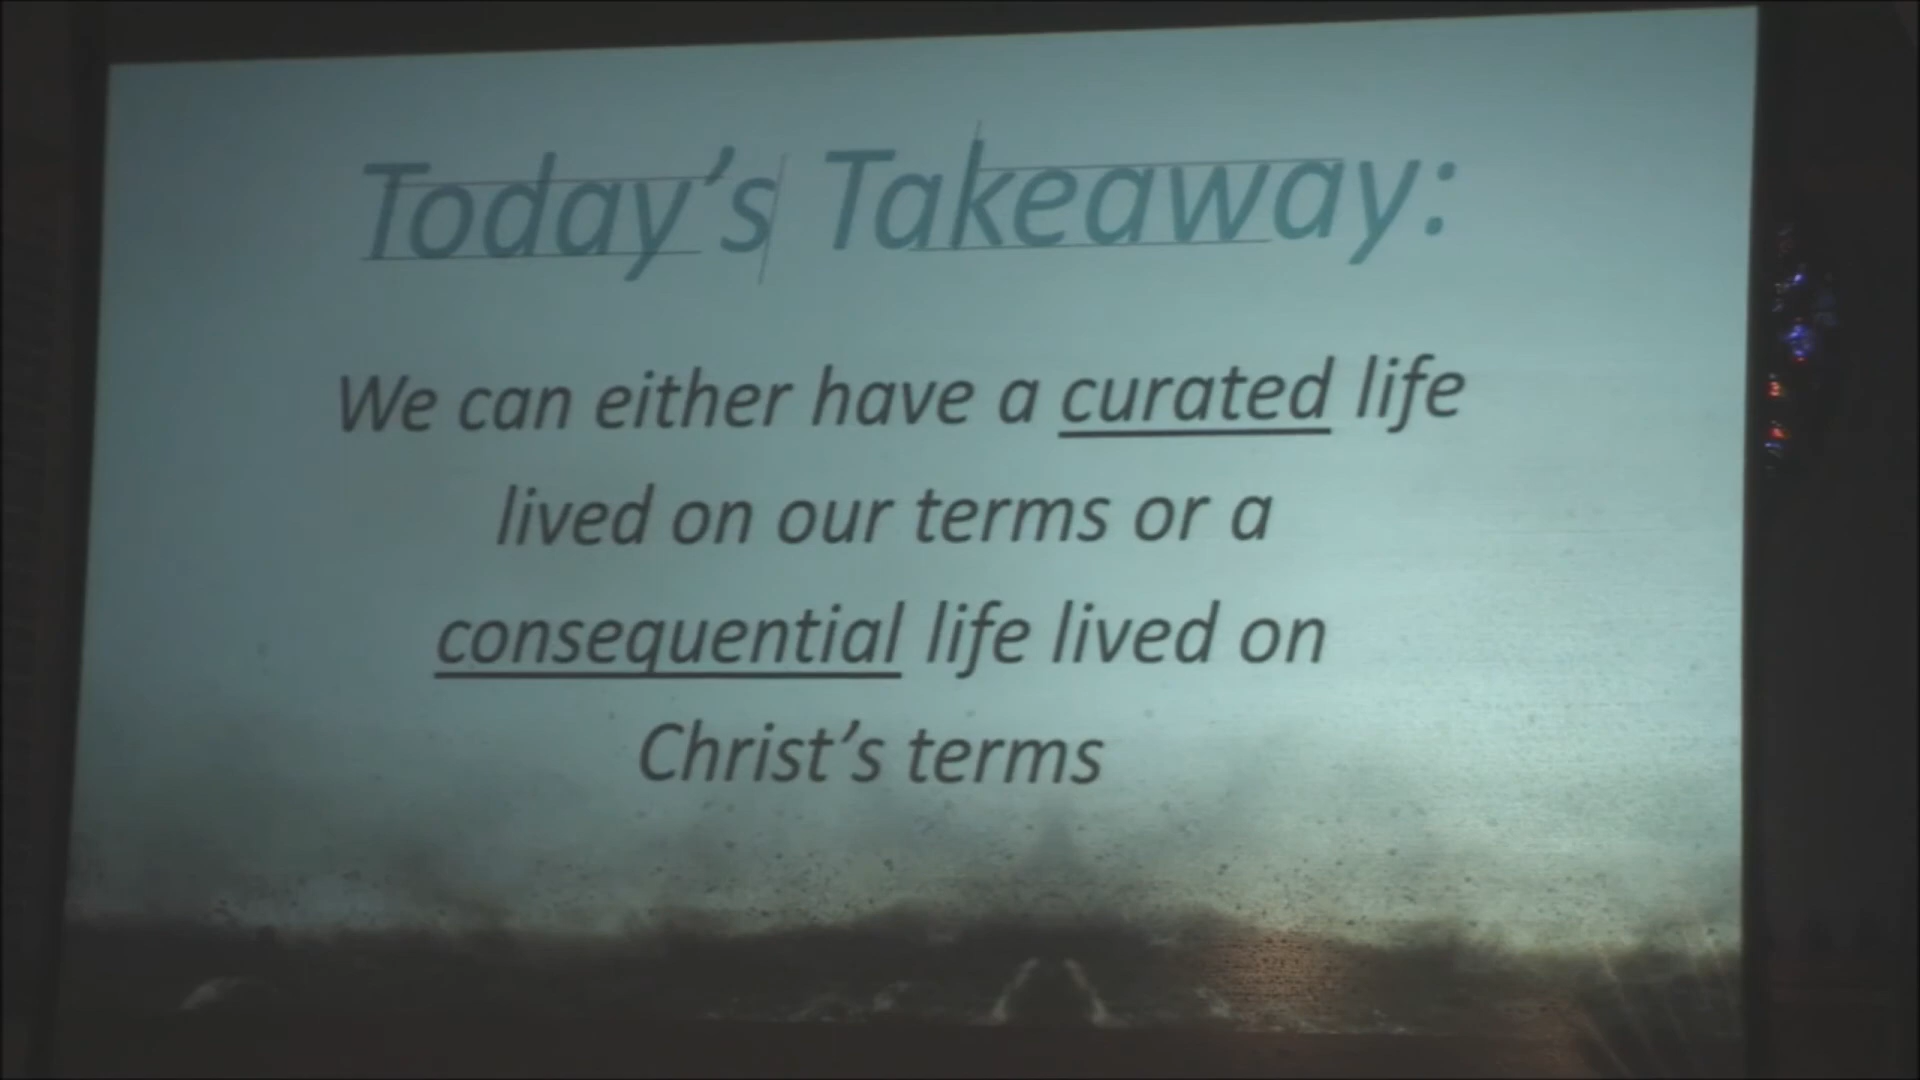 Today’s Takeaway:
We can either have a curated life
lived on our terms or a
consequential life lived on
Christ’s terms